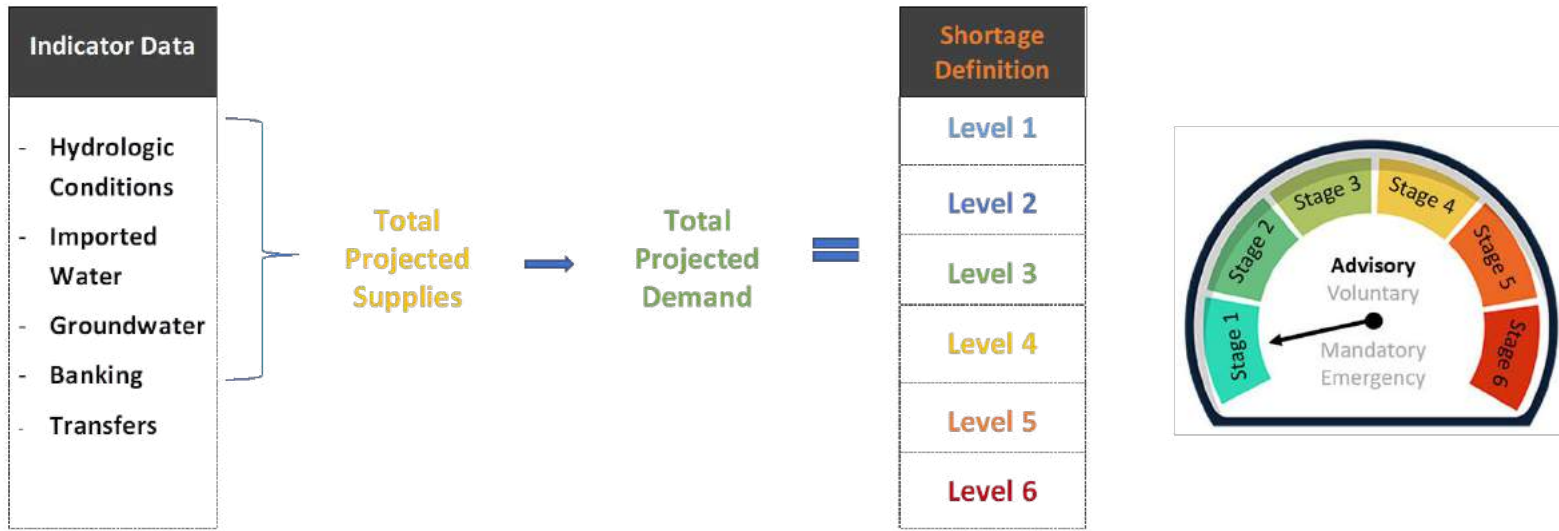 Indicator Data
- Hydrologic
Conditions
- Imported
Water
- Groundwater
- Banking
- Transfers
Total
Projected
Supplies
Total
Projected
Demand
=
Shortage
Definition
Level 1
Level 2
Level 3
Level 4
Level 5
Level 6
Stage 1
Stage 2
Stage 3
Stage 4
Stage 5
Stage 6
Advisory
Voluntary
Mandatory
Emergency